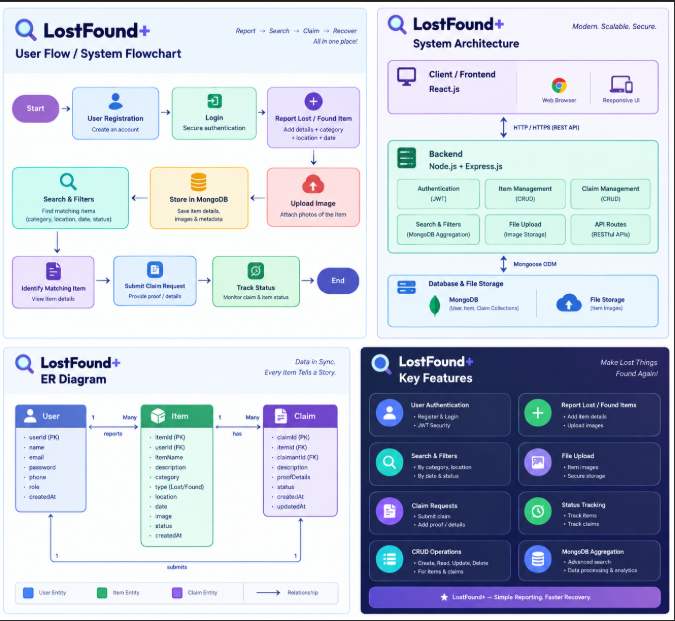 LostFound+
User Flow / System Flowchart
Report → Search → Claim → Recover
All in one place!
Start
User Registration
Create an account
Login
Secure authentication
Report Lost / Found Item
Add details + category
+ location + date
Search & Filters
Find matching items
(category, location, date, status)
Store in MongoDB
Save item details,
images & metadata
Upload Image
Attach photos of the item
Identify Matching Item
View item details
Submit Claim Request
Provide proof / details
Track Status
Monitor claim & item status
End
LostFound+
System Architecture
Modern. Scalable. Secure.
Client / Frontend
React.js
Web Browser
Responsive UI
HTTP / HTTPS (REST API)
Backend
Node.js + Express.js
Authentication
(JWT)
Item Management
(CRUD)
Claim Management
(CRUD)
Search & Filters
(MongoDB Aggregation)
File Upload
(Image Storage)
API Routes
(RESTful APIs)
Mongoose ODM
Database & File Storage
MongoDB
(User, Item, Claim Collections)
File Storage
(Item Images)
LostFound+
ER Diagram
Data in Sync.
Every Item Tells a Story.
User
• userId (PK)
• name
• email
• password
• phone
• role
• createdAt
1 Many
reports
Item
• itemId (PK)
• userId (FK)
• itemName
• description
• category
• type (Lost/Found)
• location
• date
• image
• status
• createdAt
1 Many
has
Claim
• claimId (PK)
• itemId (FK)
• claimantId (FK)
• description
• proofDetails
• status
• createdAt
• updatedAt
1 1
submits
User Entity
Item Entity
Claim Entity
Relationship
LostFound+
Key Features
Make Lost Things
Found Again!
User Authentication
• Register & Login
• JWT Security
Report Lost / Found Items
• Add item details
• Upload images
Search & Filters
• By category, location
• By date & status
File Upload
• Item images
• Secure storage
Claim Requests
• Submit claim
• Add proof / details
Status Tracking
• Track items
• Track claims
CRUD Operations
• Create, Read, Update, Delete
• For items & claims
MongoDB Aggregation
• Advanced search
• Data processing & analytics
LostFound+ — Simple Reporting. Faster Recovery.